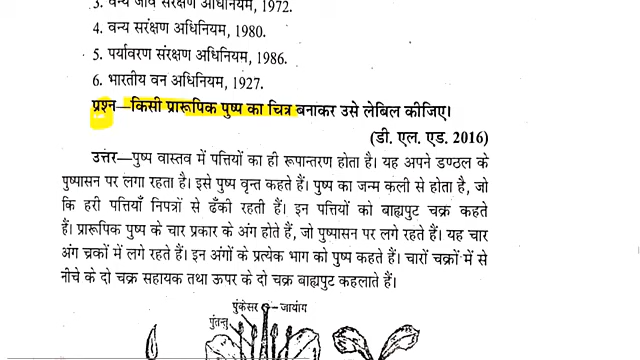 3. वन्य जीव संरक्षण अधिनियम, 1972.
4. वन्य संरक्षण अधिनियम, 1980.
5. पर्यावरण संरक्षण अधिनियम, 1986.
6. भारतीय वन अधिनियम, 1927.
प्रश्न—किसी प्रारूपिक पुष्प का चित्र बनाकर उसे लेबिल कीजिए।
(डी. एल. एड. 2016)
उत्तर—पुष्प वास्तव में पत्तियों का ही रूपान्तरण होता है। यह अपने डण्ठल के
पुष्पासन पर लगा रहता है। इसे पुष्प वृन्त कहते हैं। पुष्प का जन्म कली से होता है, जो
कि हरी पत्तियाँ निपत्रों से ढँकी रहती हैं। इन पत्तियों को बाह्यपुट चक्र कहते
हैं। प्रारूपिक पुष्प के चार प्रकार के अंग होते हैं, जो पुष्पासन पर लगे रहते हैं। यह चार
अंग च्रकों में लगे रहते हैं। इन अंगों के प्रत्येक भाग को पुष्प कहते हैं। चारों चक्रों में से
नीचे के दो चक्र सहायक तथा ऊपर के दो चक्र बाह्यपुट कहलाते हैं।
पुंकेसर
जायांग
पुंतन्तु